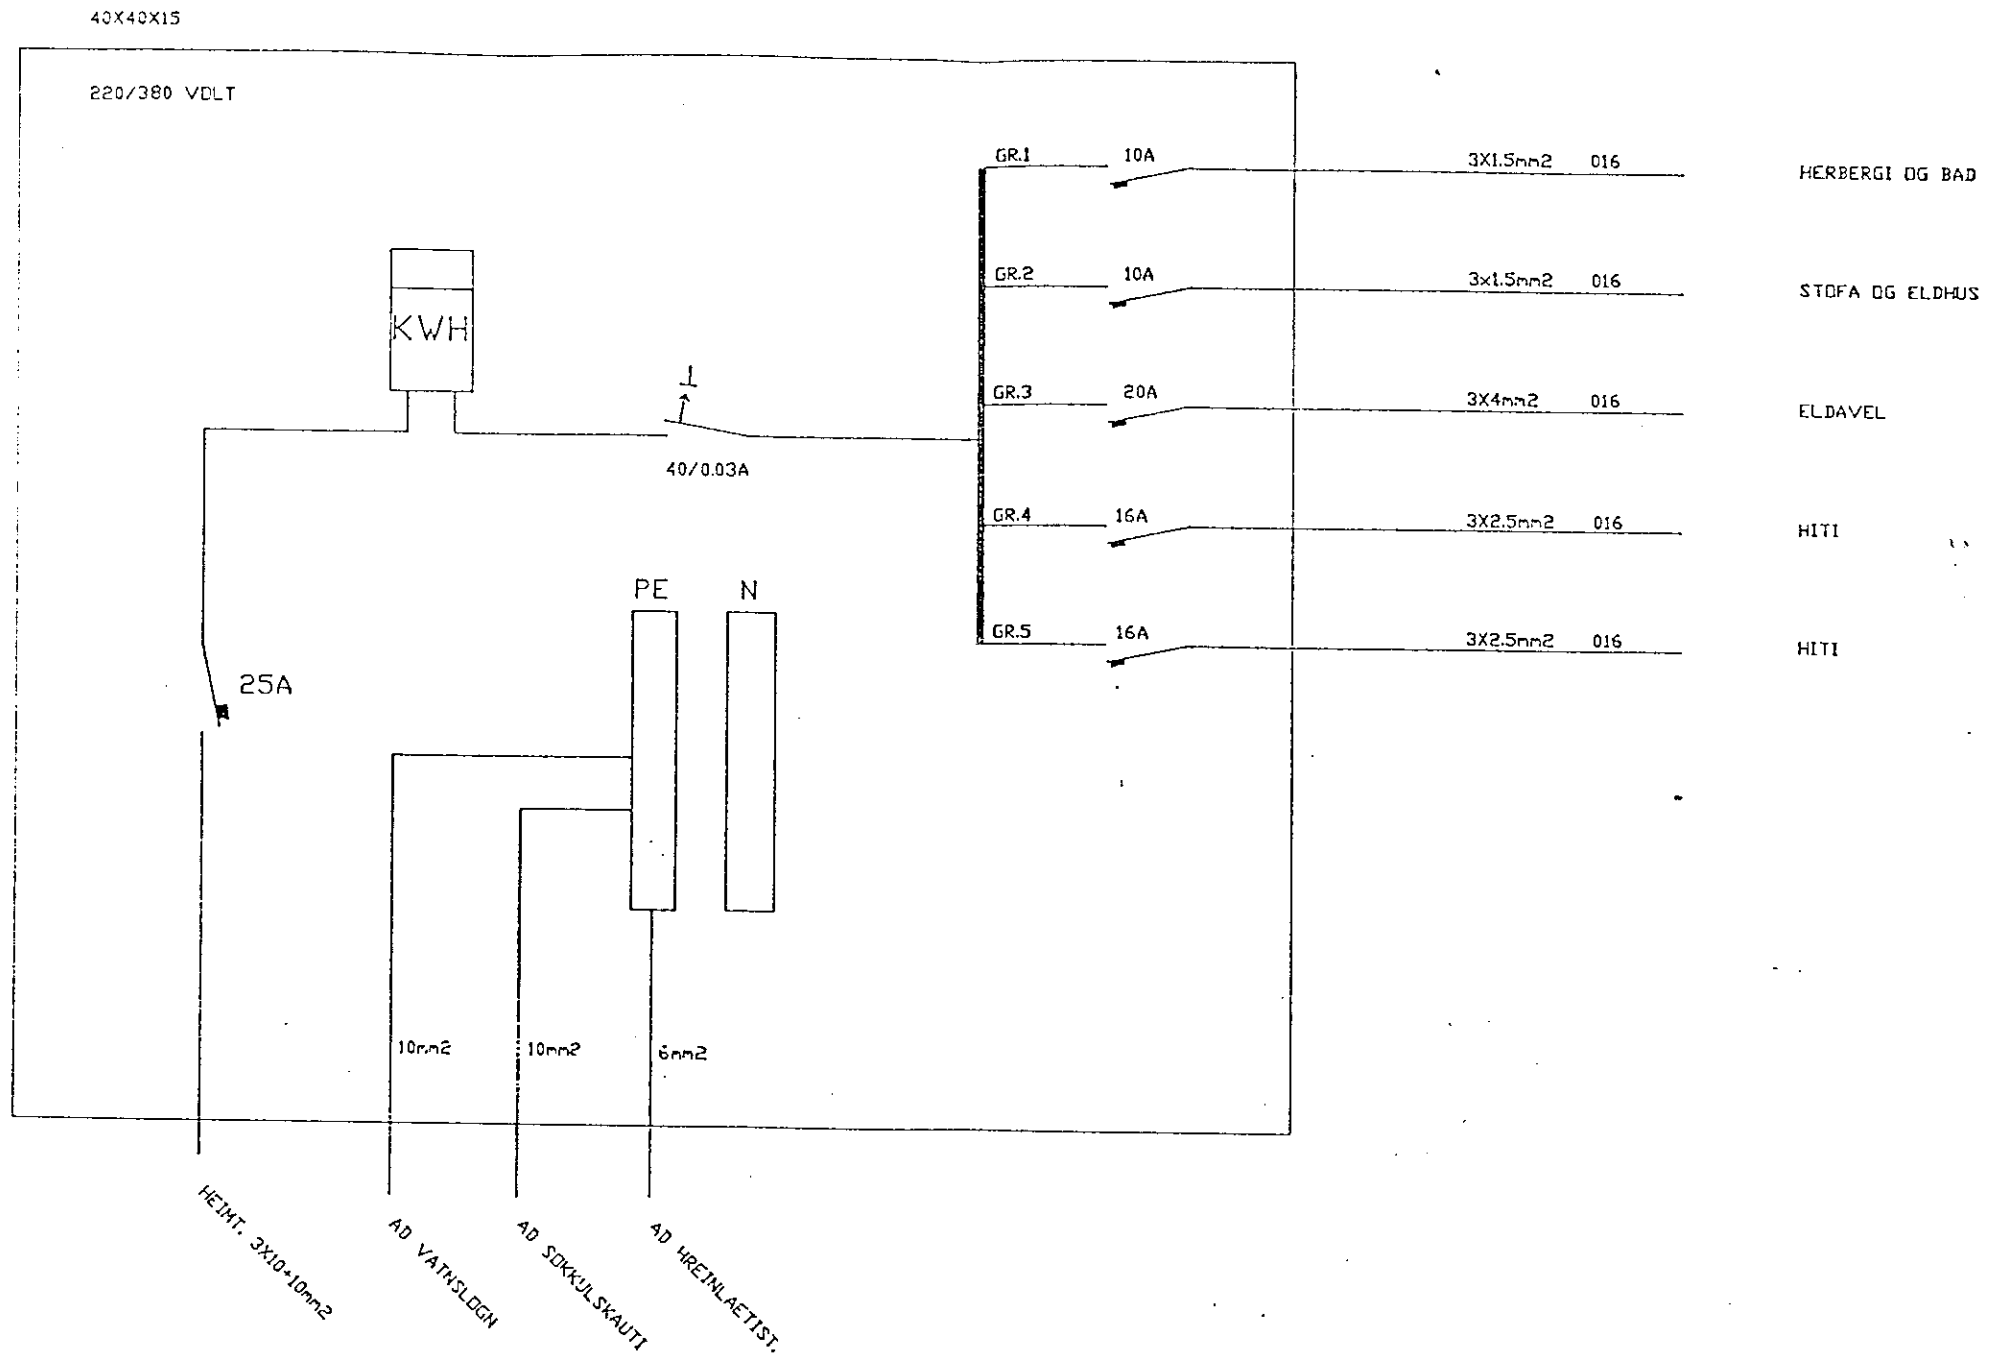 40X40X15
220/380 VOLT
GR.1 10A 3X1.5mm2 016 HERBERGI OG BAD
GR.2 10A 3x1.5mm2 016 STOFA OG ELDHUS
KWH
GR.3 20A 3X4mm2 016 ELDAVEL
40/0.03A
GR.4 16A 3X2.5mm2 016 HITI
PE N
GR.5 16A 3X2.5mm2 016 HITI
25A
10mm2 10mm2 6mm2
HEIMT. 3X10+10mm2
AD VATNSLOGN
AD SOKKULSKAUTI
AD HREINLAETIST.